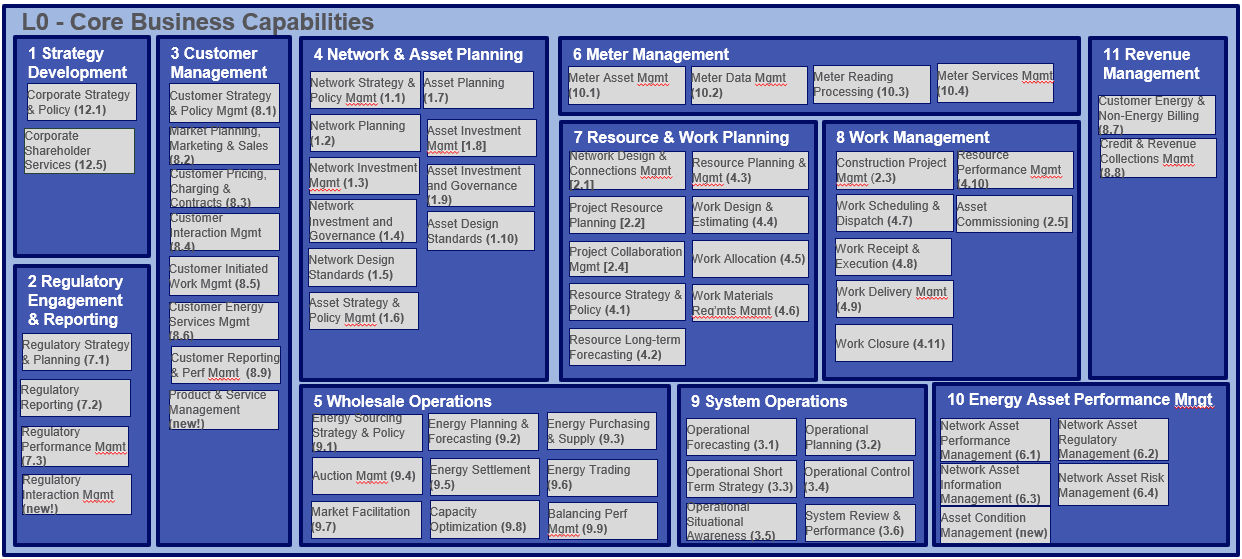 L0 - Core Business Capabilities
1 Strategy
Development
Corporate Strategy
& Policy (12.1)
Corporate
Shareholder
Services (12.5)
2 Regulatory
Engagement
& Reporting
Regulatory Strategy
& Planning (7.1)
Regulatory
Reporting (7.2)
Regulatory
Performance Mgmt
(7.3)
Regulatory
Interaction Mgmt
(new!)
3 Customer
Management
Customer Strategy
& Policy Mgmt (8.1)
Market Planning,
Marketing & Sales
(8.2)
Customer Pricing,
Charging &
Contracts (8.3)
Customer
Interaction Mgmt
(8.4)
Customer Initiated
Work Mgmt (8.5)
Customer Energy
Services Mgmt
(8.6)
Customer Reporting
& Perf Mgmt (8.9)
Product & Service
Management
(new!)
4 Network & Asset Planning
Network Strategy &
Policy Mgmt (1.1)
Asset Planning
(1.7)
Network Planning
(1.2)
Asset Investment
Mgmt [1.8]
Network Investment
Mgmt (1.3)
Asset Investment
and Governance
(1.9)
Network
Investment and
Governance (1.4)
Asset Design
Standards (1.10)
Network Design
Standards (1.5)
Asset Strategy &
Policy Mgmt (1.6)
5 Wholesale Operations
Energy Sourcing
Strategy & Policy
(9.1)
Energy Planning &
Forecasting (9.2)
Energy Purchasing
& Supply (9.3)
Auction Mgmt (9.4)
Energy Settlement
(9.5)
Energy Trading
(9.6)
Market Facilitation
(9.7)
Capacity
Optimization (9.8)
Balancing Perf
Mgmt (9.9)
6 Meter Management
Meter Asset Mgmt
(10.1)
Meter Data Mgmt
(10.2)
Meter Reading
Processing (10.3)
Meter Services Mgmt
(10.4)
7 Resource & Work Planning
Network Design &
Connections Mgmt
[2.1]
Resource Planning &
Mgmt (4.3)
Project Resource
Planning [2.2]
Work Design &
Estimating (4.4)
Project Collaboration
Mgmt [2.4]
Work Allocation (4.5)
Resource Strategy &
Policy (4.1)
Work Materials
Req'mts Mgmt (4.6)
Resource Long-term
Forecasting (4.2)
8 Work Management
Construction Project
Mgmt (2.3)
Resource
Performance Mgmt
(4.10)
Work Scheduling &
Dispatch (4.7)
Asset
Commissioning (2.5]
Work Receipt &
Execution (4.8)
Work Delivery Mgmt
(4.9)
Work Closure (4.11)
9 System Operations
Operational
Forecasting (3.1)
Operational
Planning (3.2)
Operational Short
Term Strategy (3.3)
Operational Control
(3.4)
Operational
Situational
Awareness (3.5)
System Review &
Performance (3.6)
10 Energy Asset Performance Mngt
Network Asset
Performance
Management (6.1)
Network Asset
Regulatory
Management (6.2)
Network Asset
Information
Management (6.3)
Network Asset Risk
Management (6.4)
Asset Condition
Management (new)
11 Revenue
Management
Customer Energy &
Non-Energy Billing
(8.7)
Credit & Revenue
Collections Mgmt
(8.8)